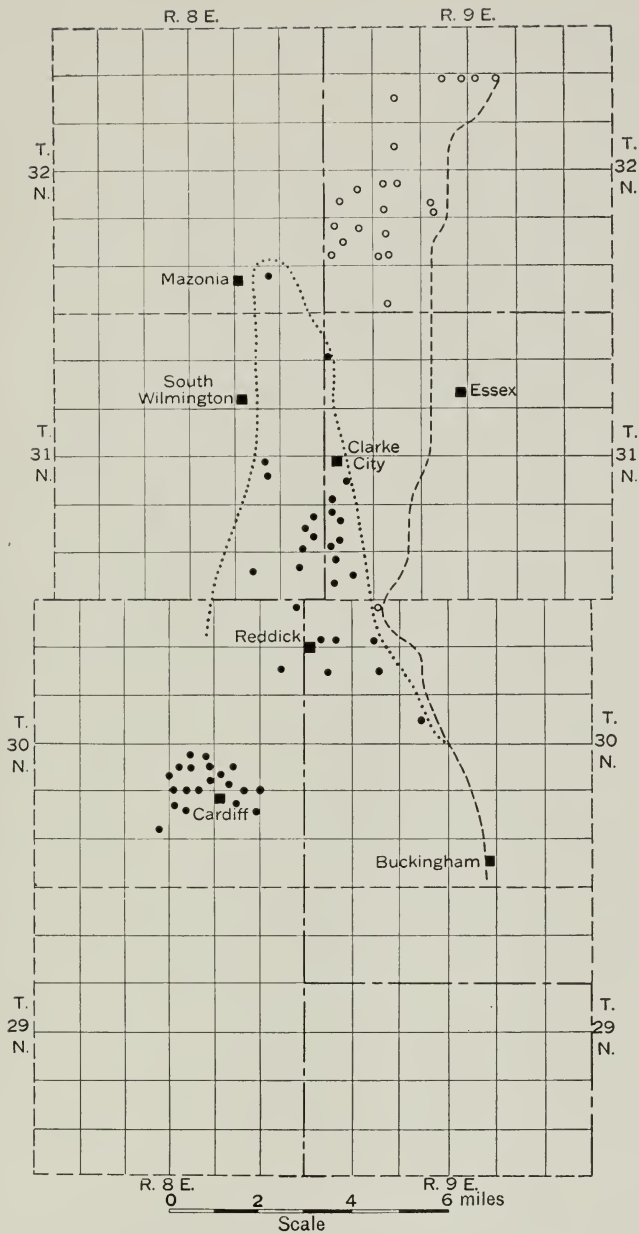 R. 8 E.
R. 9 E.
T.
32
N.
T.
32
N.
Mazonia
South
Wilmington
Essex
T.
31
N.
Clarke
City
T.
31
N.
Reddick
T.
30
N.
T.
30
N.
Cardiff
Buckingham
T.
29
N.
T.
29
N.
R. 8 E.
R. 9 E.
0 2 4 6 miles
Scale